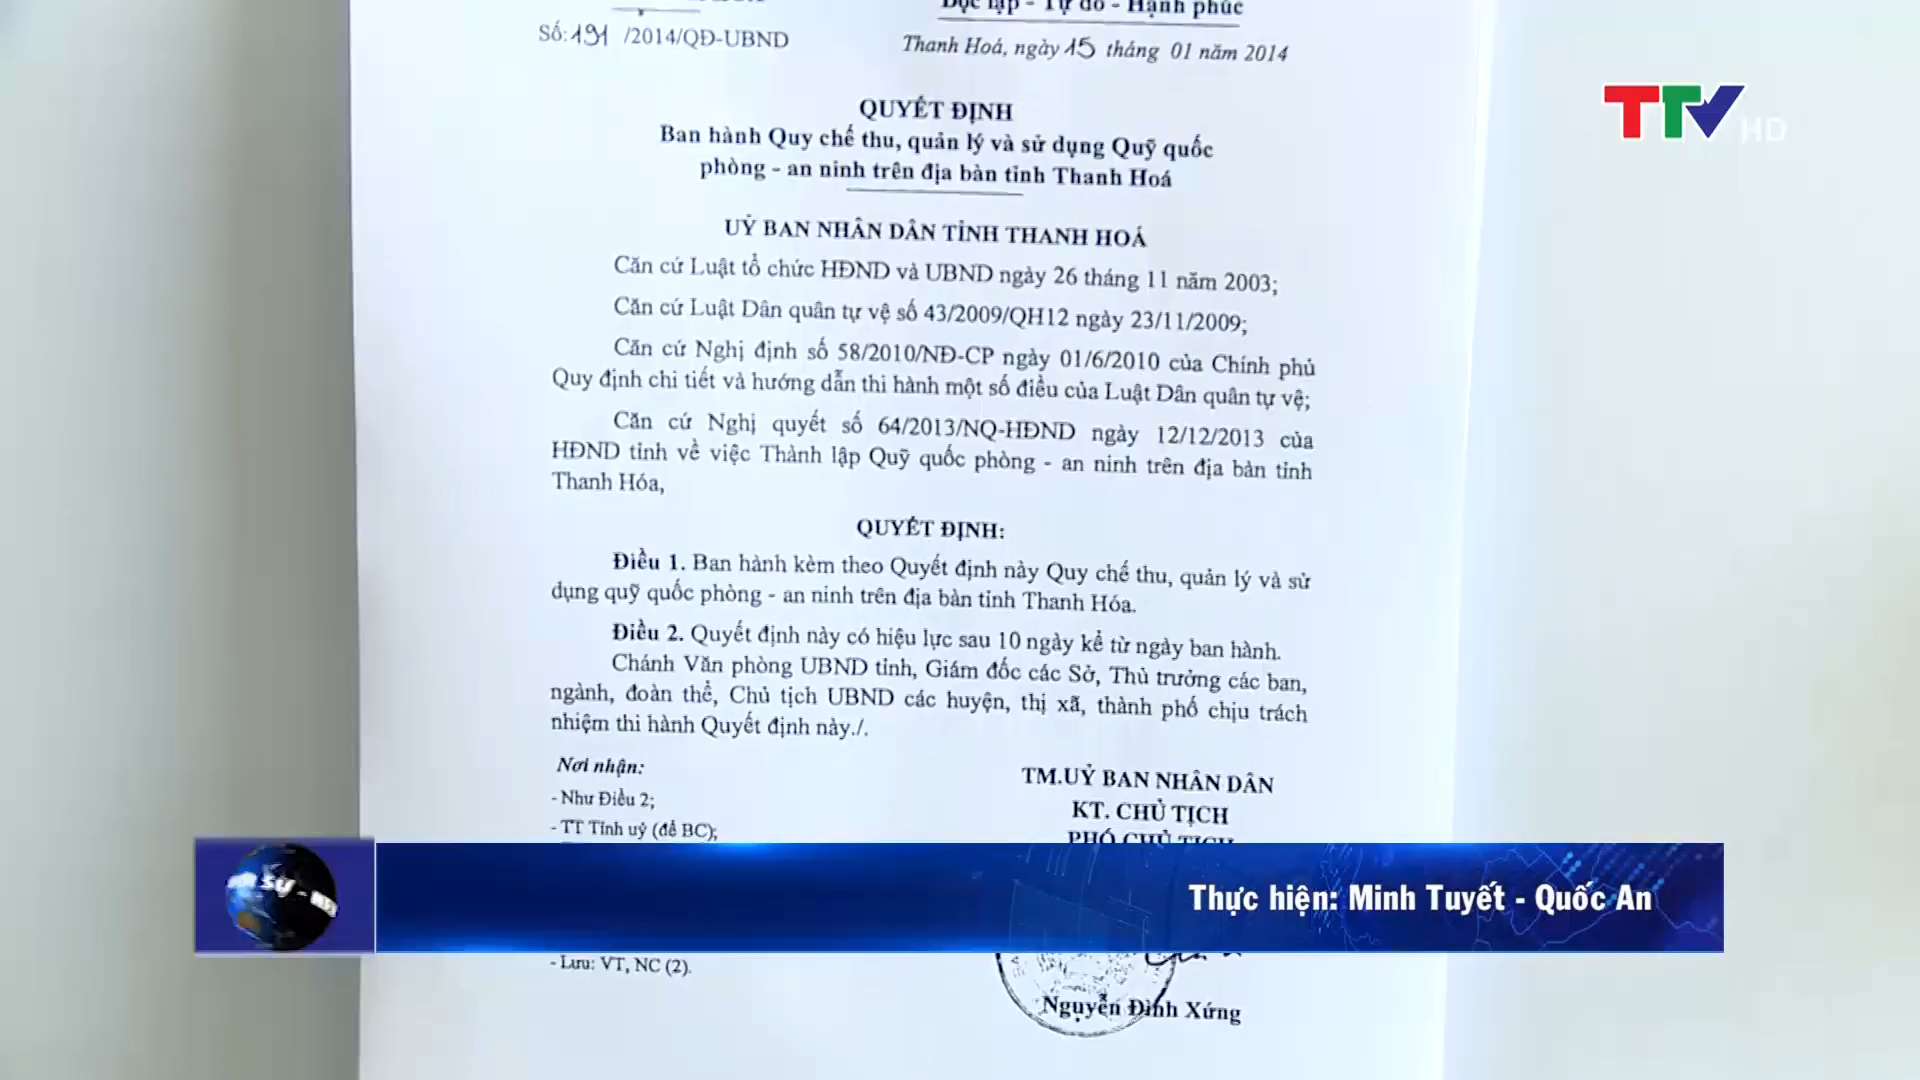 Độc lập - Tự do - Hạnh phúc
Số: 191 /2014/QĐ-UBND
Thanh Hoá, ngày 15 tháng 01 năm 2014
TTV HD
QUYẾT ĐỊNH
Ban hành Quy chế thu, quản lý và sử dụng Quỹ quốc
phòng - an ninh trên địa bàn tỉnh Thanh Hoá
UỶ BAN NHÂN DÂN TỈNH THANH HOÁ
Căn cứ Luật tổ chức HĐND và UBND ngày 26 tháng 11 năm 2003;
Căn cứ Luật Dân quân tự vệ số 43/2009/QH12 ngày 23/11/2009;
Căn cứ Nghị định số 58/2010/NĐ-CP ngày 01/6/2010 của Chính phủ
Quy định chi tiết và hướng dẫn thi hành một số điều của Luật Dân quân tự vệ;
Căn cứ Nghị quyết số 64/2013/NQ-HĐND ngày 12/12/2013 của
HĐND tỉnh về việc Thành lập Quỹ quốc phòng - an ninh trên địa bàn tỉnh
Thanh Hóa,
QUYẾT ĐỊNH:
Điều 1. Ban hành kèm theo Quyết định này Quy chế thu, quản lý và sử
dụng quỹ quốc phòng - an ninh trên địa bàn tỉnh Thanh Hóa.
Điều 2. Quyết định này có hiệu lực sau 10 ngày kể từ ngày ban hành.
Chánh Văn phòng UBND tỉnh, Giám đốc các Sở, Thủ trưởng các ban,
ngành, đoàn thể, Chủ tịch UBND các huyện, thị xã, thành phố chịu trách
nhiệm thi hành Quyết định này./.
Nơi nhận:
- Như Điều 2;
- TT Tỉnh uỷ (để BC);
TM.UỶ BAN NHÂN DÂN
KT. CHỦ TỊCH
PHÓ CHỦ TỊCH
Thực hiện: Minh Tuyết - Quốc An
- Lưu: VT, NC (2).
Nguyễn Đình Xứng